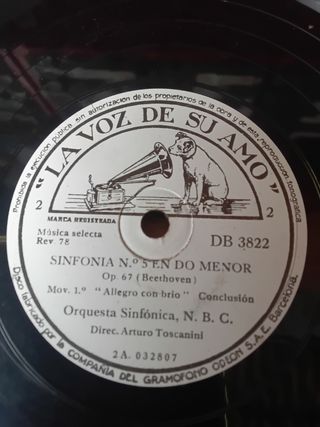 Prohibida la ejecución pública sin autorización de los propietarios de la obra y de esta reproducción fonográfica
"LA VOZ DE SU AMO"
2
2
MARCA REGISTRADA
Música selecta
Rev 78
DB 3822
SINFONIA N.º 5 EN DO MENOR
Op. 67 (Beethoven)
Mov. 1.º "Allegro con brio" Conclusión
Orquesta Sinfónica, N. B. C.
Direc. Arturo Toscanini
2A. 032807
Disco fabricado por la COMPAÑIA DEL GRAMOFONO ODEON S.A.E. Barcelona.